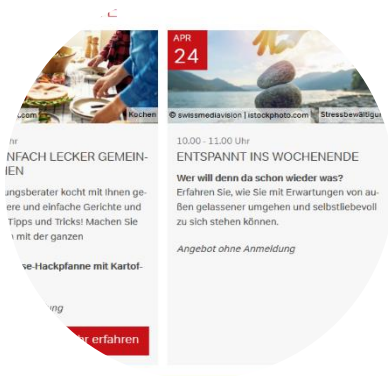 .com
Kochen
NFACH LECKER GEMEIN-
EN
ungsberater kocht mit Ihnen ge-
ere und einfache Gerichte und
Tipps und Tricks! Machen Sie
mit der ganzen
se-Hackpfanne mit Kartof-
ung
hr erfahren
APR
24
© swissmediavision | istockphoto.com
Stressbewältigu
10.00 - 11.00 Uhr
ENTSPANNT INS WOCHENENDE
Wer will denn da schon wieder was?
Erfahren Sie, wie Sie mit Erwartungen von au-
ßen gelassener umgehen und selbstliebevoll
zu sich stehen können.
Angebot ohne Anmeldung